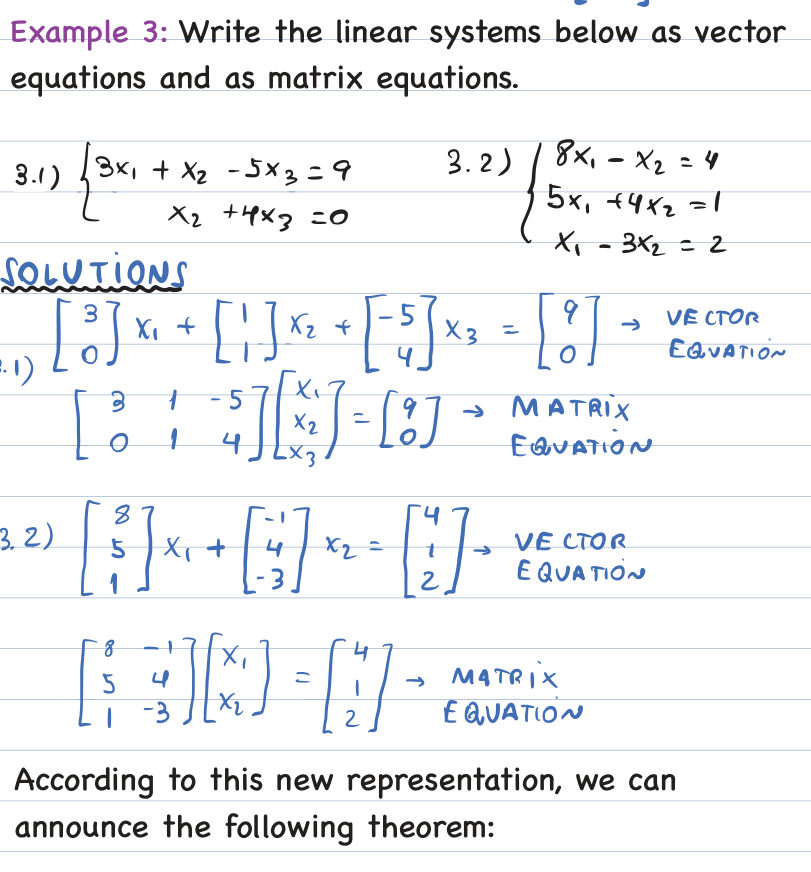 Example 3: Write the linear systems below as vector
equations and as matrix equations.
3.1) { 3x₁ + x₂ - 5x₃ = 9
x₂ + 4x₃ = 0
3.2) { 8x₁ - x₂ = 4
5x₁ + 4x₂ = 1
x₁ - 3x₂ = 2
SOLUTIONS
.1) [3 0] x₁ + [1 1] x₂ + [-5 4] x₃ = [9 0] → VECTOR EQUATION
[3 1 -5
0 1 4] [x₁ x₂ x₃] = [9 0] → MATRIX EQUATION
3.2) [8 5 1] x₁ + [-1 4 -3] x₂ = [4 1 2] → VECTOR EQUATION
[8 -1
5 4
1 -3] [x₁ x₂] = [4 1 2] → MATRIX EQUATION
According to this new representation, we can
announce the following theorem: